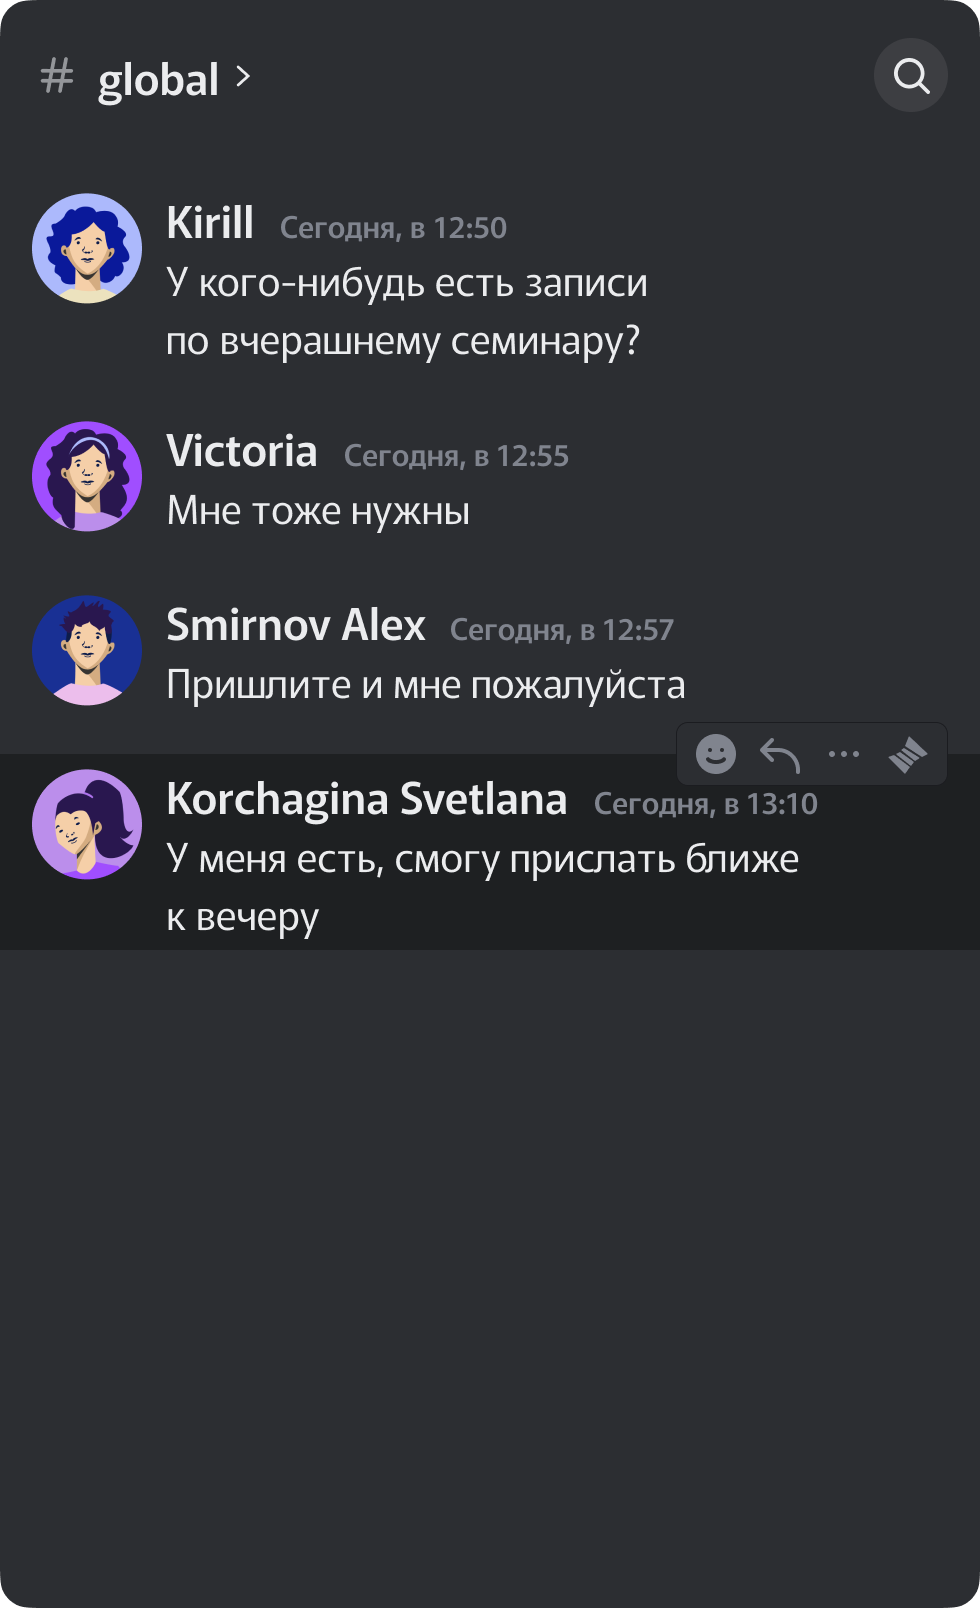 # global >
Kirill Сегодня, в 12:50
У кого-нибудь есть записи
по вчерашнему семинару?
Victoria Сегодня, в 12:55
Мне тоже нужны
Smirnov Alex Сегодня, в 12:57
Пришлите и мне пожалуйста
Korchagina Svetlana Сегодня, в 13:10
У меня есть, смогу прислать ближе
к вечеру